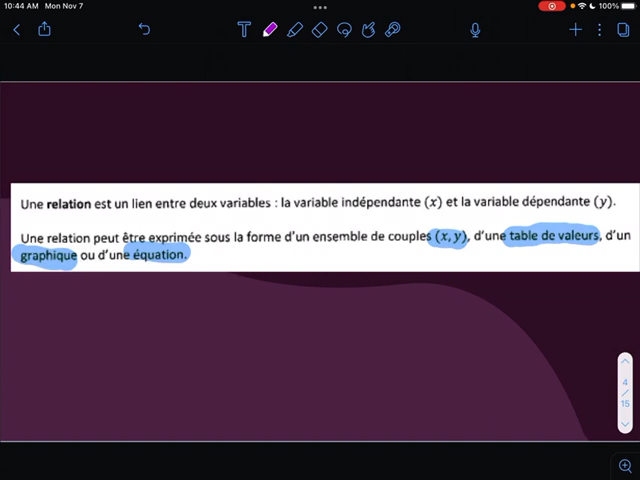 10:44 AM Mon Nov 7
100%
Une relation est un lien entre deux variables : la variable indépendante (x) et la variable dépendante (y).
Une relation peut être exprimée sous la forme d'un ensemble de couples (x, y), d'une table de valeurs, d'un
graphique ou d'une équation.
4
/
15